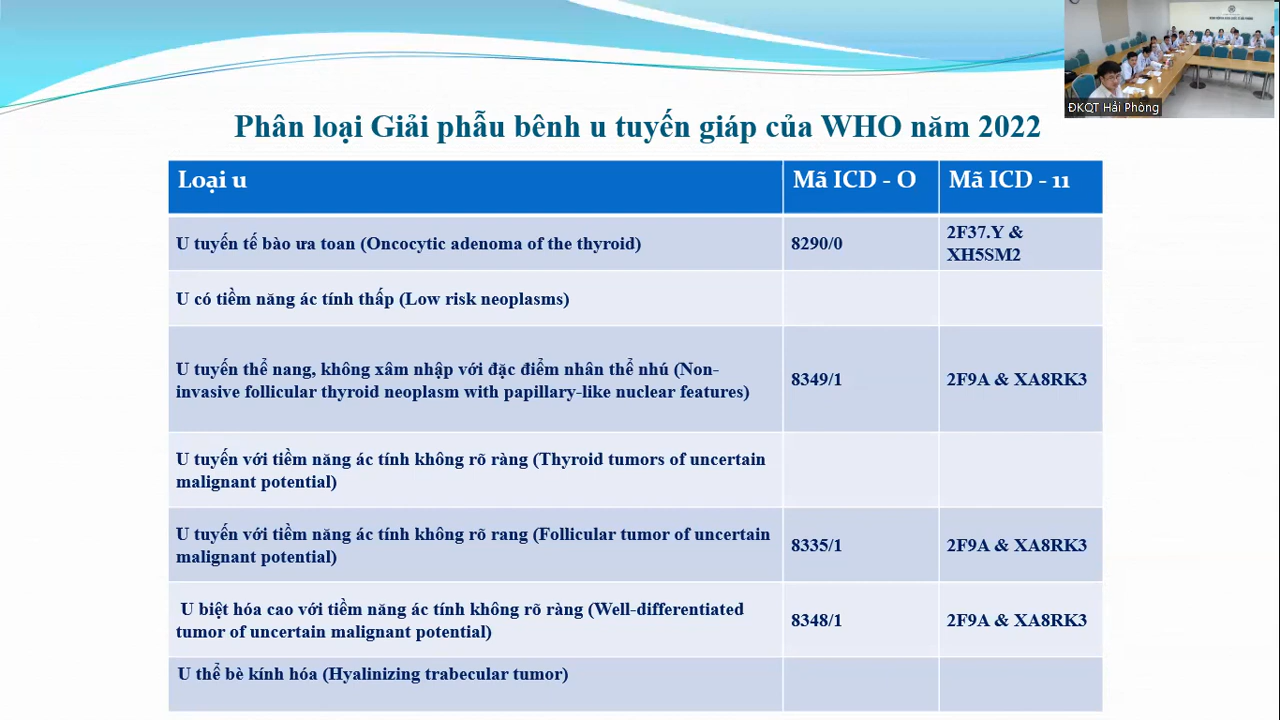 ĐKQT Hải Phòng
Phân loại Giải phẫu bênh u tuyến giáp của WHO năm 2022
Loại u
Mã ICD - O
Mã ICD - 11
U tuyến tế bào ưa toan (Oncocytic adenoma of the thyroid)
8290/0
2F37.Y &
XH5SM2
U có tiềm năng ác tính thấp (Low risk neoplasms)
U tuyến thể nang, không xâm nhập với đặc điểm nhân thể nhú (Non-
invasive follicular thyroid neoplasm with papillary-like nuclear features)
8349/1
2F9A & XA8RK3
U tuyến với tiềm năng ác tính không rõ ràng (Thyroid tumors of uncertain
malignant potential)
U tuyến với tiềm năng ác tính không rõ rang (Follicular tumor of uncertain
malignant potential)
8335/1
2F9A & XA8RK3
U biệt hóa cao với tiềm năng ác tính không rõ ràng (Well-differentiated
tumor of uncertain malignant potential)
8348/1
2F9A & XA8RK3
U thể bè kính hóa (Hyalinizing trabecular tumor)